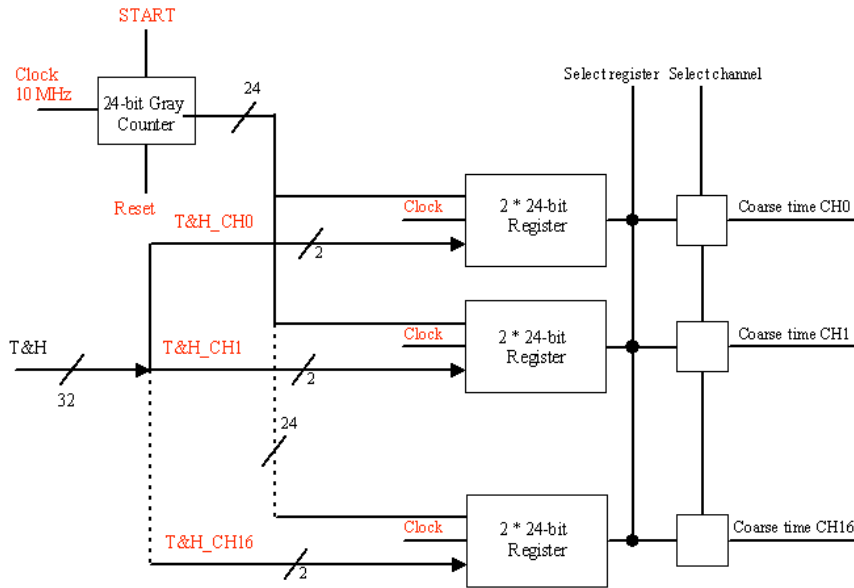 START
Clock
10 MHz
24-bit Gray
Counter
24
Select register
Select channel
Reset
T&H_CH0
2
Clock
2 * 24-bit
Register
Coarse time CH0
T&H
32
T&H_CH1
2
Clock
2 * 24-bit
Register
Coarse time CH1
24
T&H_CH16
2
Clock
2 * 24-bit
Register
Coarse time CH16